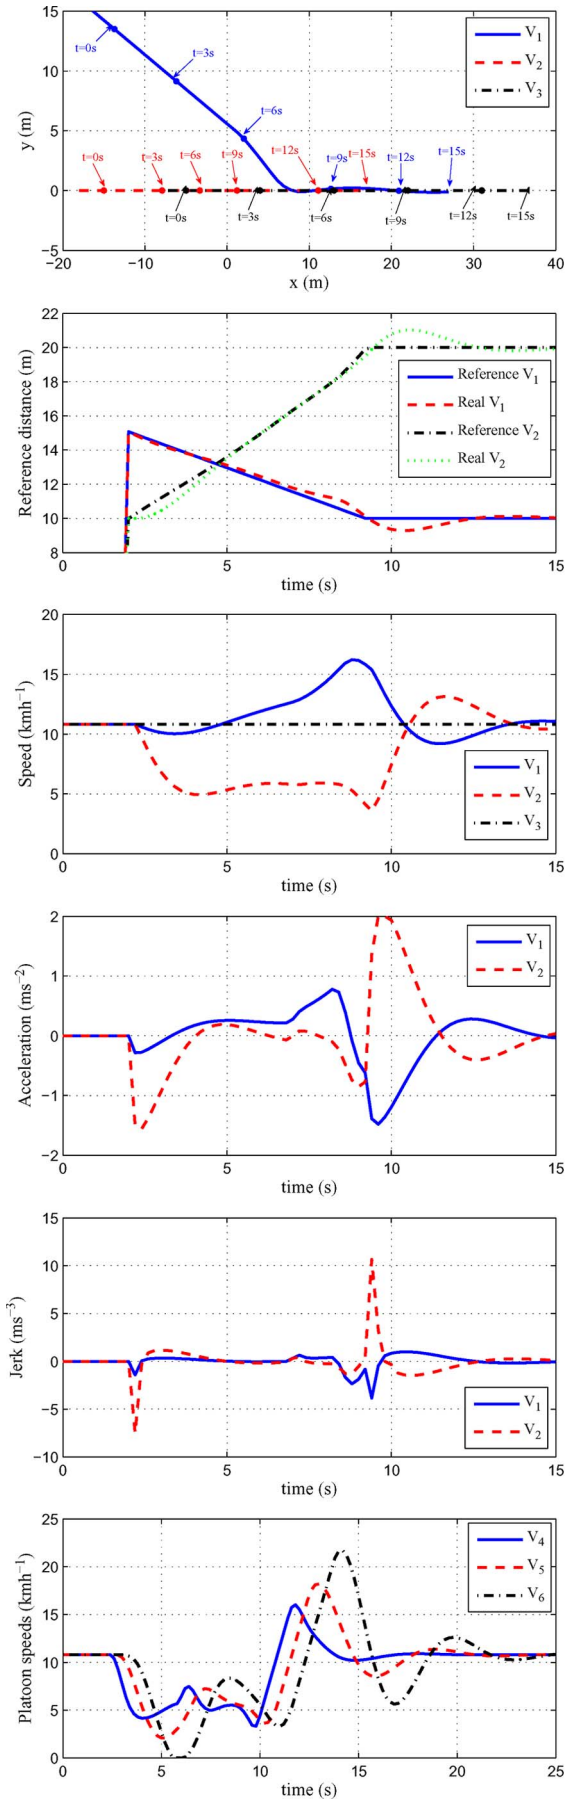 15
10
5
0
−5
y (m)
t=0s
t=3s
t=6s
t=0s
t=3s
t=6s
t=9s
t=12s
t=9s
t=15s
t=12s
t=15s
t=0s
t=3s
t=6s
t=9s
t=12s
t=15s
V1
V2
V3
−20
−10
0
10
20
30
40
x (m)
22
20
18
16
14
12
10
8
Reference distance (m)
Reference V1
Real V1
Reference V2
Real V2
0
5
10
15
time (s)
20
15
10
5
0
Speed (kmh−1)
V1
V2
V3
0
5
10
15
time (s)
2
1
0
−1
−2
Acceleration (ms−2)
V1
V2
0
5
10
15
time (s)
15
10
5
0
−5
−10
Jerk (ms−3)
V1
V2
0
5
10
15
time (s)
25
20
15
10
5
0
Platoon speeds (kmh−1)
V4
V5
V6
0
5
10
15
20
25
time (s)